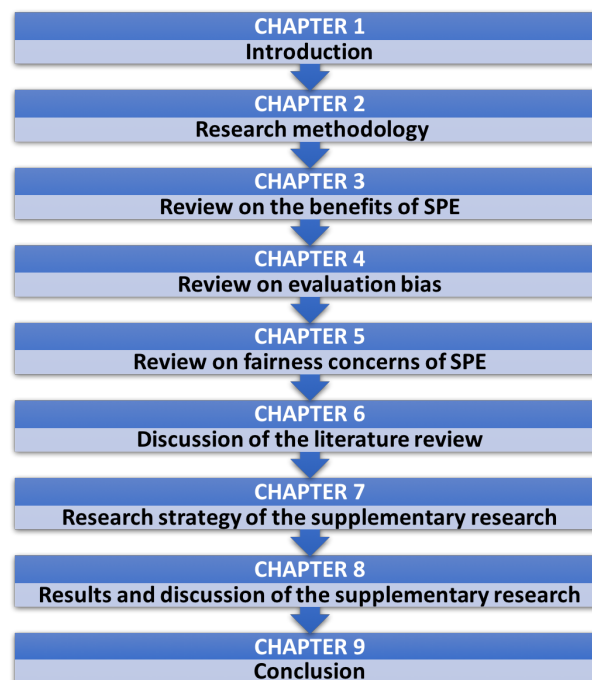 CHAPTER 1
Introduction
CHAPTER 2
Research methodology
CHAPTER 3
Review on the benefits of SPE
CHAPTER 4
Review on evaluation bias
CHAPTER 5
Review on fairness concerns of SPE
CHAPTER 6
Discussion of the literature review
CHAPTER 7
Research strategy of the supplementary research
CHAPTER 8
Results and discussion of the supplementary research
CHAPTER 9
Conclusion